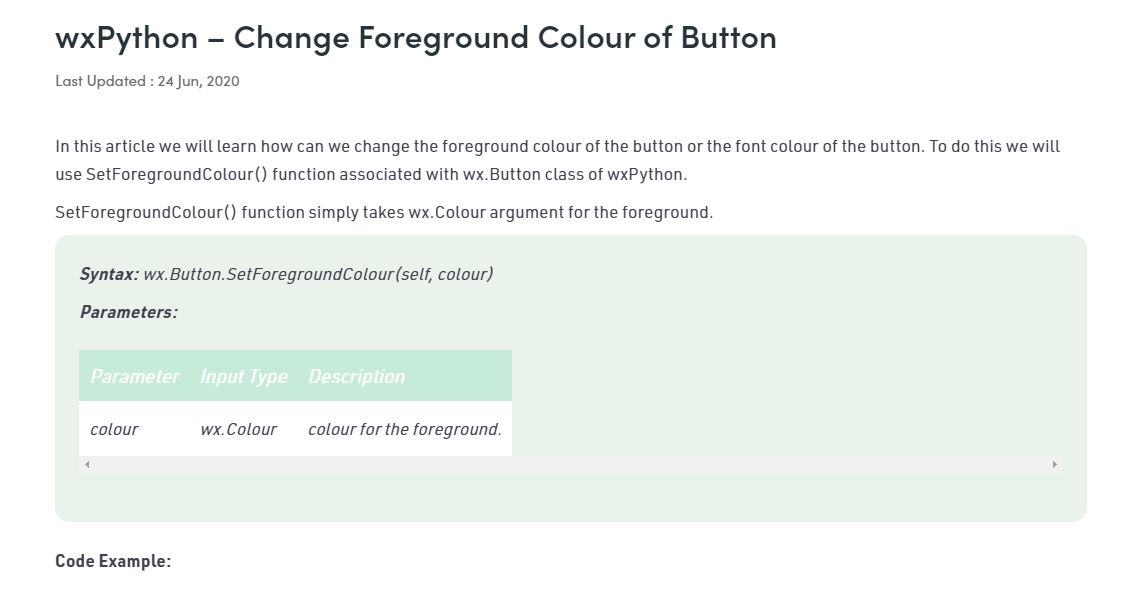 wxPython – Change Foreground Colour of Button
Last Updated : 24 Jun, 2020
In this article we will learn how can we change the foreground colour of the button or the font colour of the button. To do this we will
use SetForegroundColour() function associated with wx.Button class of wxPython.
SetForegroundColour() function simply takes wx.Colour argument for the foreground.
Syntax: wx.Button.SetForegroundColour(self, colour)
Parameters:
Parameter Input Type Description
colour wx.Colour colour for the foreground.
Code Example: